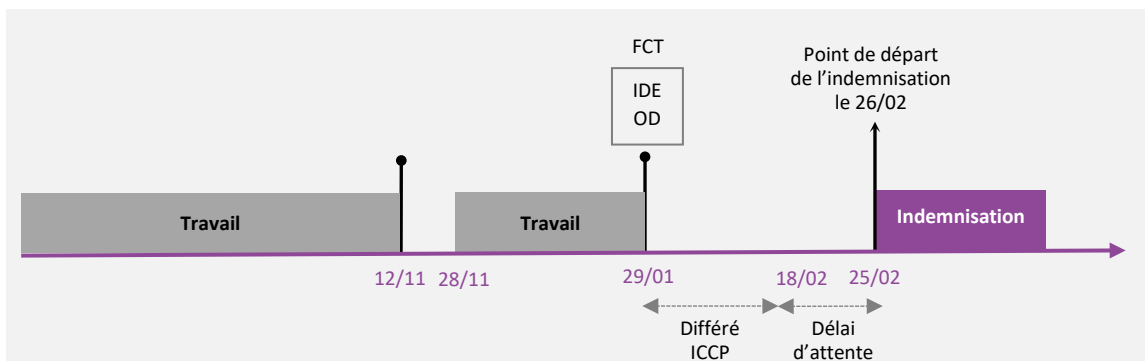 FCT
IDE
OD
Point de départ
de l’indemnisation
le 26/02
Travail
Travail
Indemnisation
12/11
28/11
29/01
18/02
25/02
Différé
ICCP
Délai
d’attente